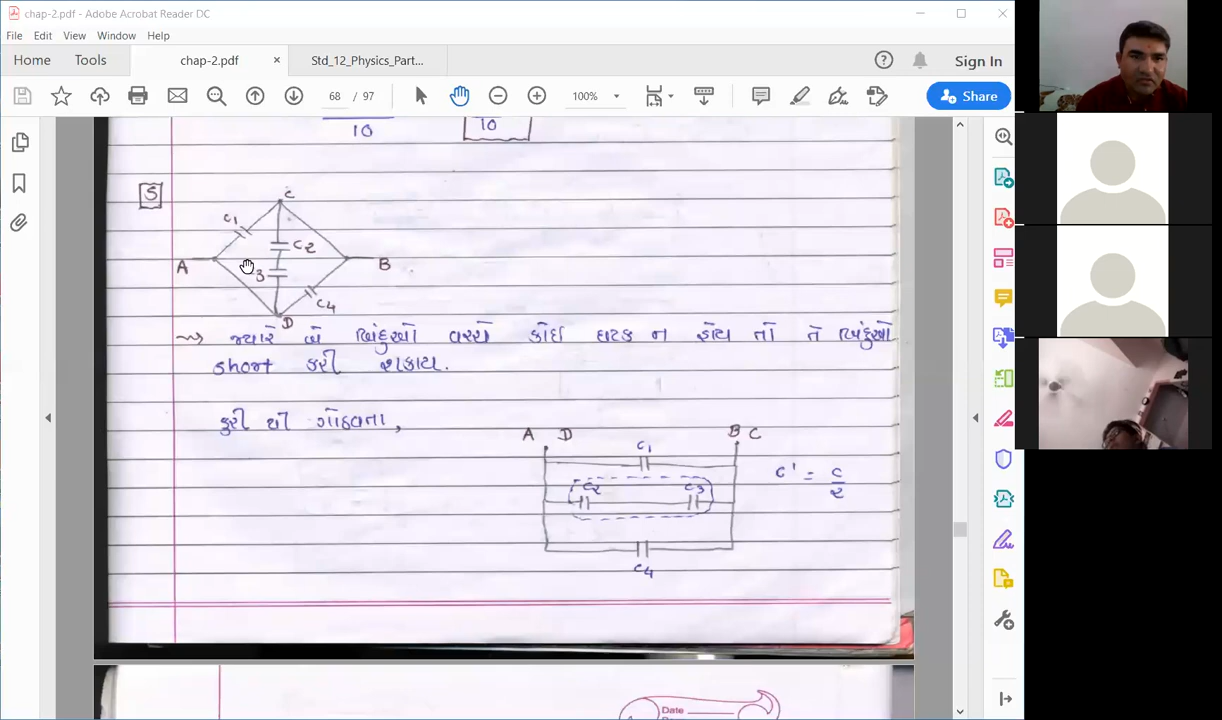 chap-2.pdf - Adobe Acrobat Reader DC
File Edit View Window Help
Home Tools chap-2.pdf × Std_12_Physics_Part... Sign In
68 / 97 100% Share
10 10
5
C
C1
C2
A B
3
C4
D
→ જ્યારે બે બિંદુઓ વચ્ચે કોઈ ઘટક ન હોય તો તે બિંદુઓ
short કરી શકાય.
ફરી થી ગોઠવતા,
A D B C
C1
C2 C3
C' = C/2
C4
Date